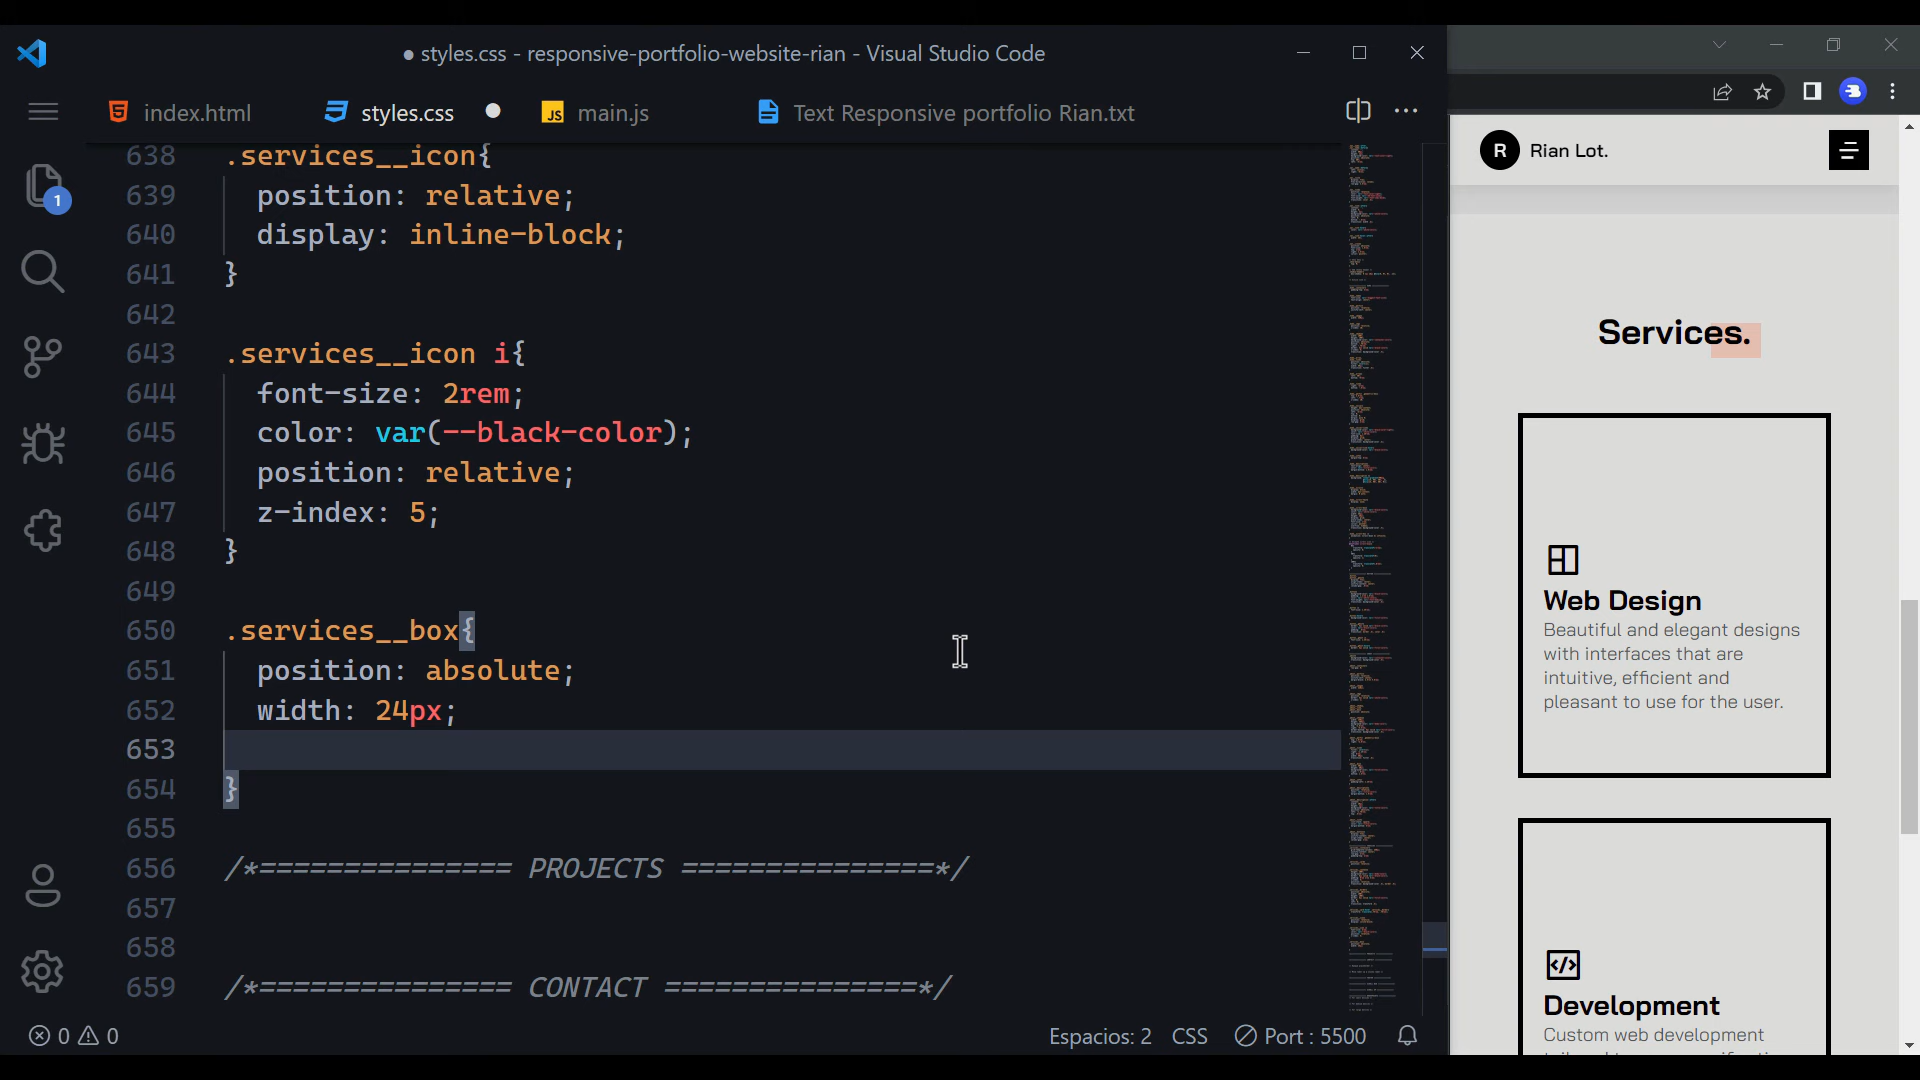 ● styles.css - responsive-portfolio-website-rian - Visual Studio Code
index.html
styles.css
JS main.js
Text Responsive portfolio Rian.txt
1
638 .services__icon{
639 position: relative;
640 display: inline-block;
641 }
642
643 .services__icon i{
644 font-size: 2rem;
645 color: var(--black-color);
646 position: relative;
647 z-index: 5;
648 }
649
650 .services__box{
651 position: absolute;
652 width: 24px;
653
654 }
655
656 /*=============== PROJECTS ===============*/
657
658
659 /*=============== CONTACT ===============*/
0 0
Espacios: 2 CSS Port : 5500
R Rian Lot.
Services.
Web Design
Beautiful and elegant designs
with interfaces that are
intuitive, efficient and
pleasant to use for the user.
Development
Custom web development